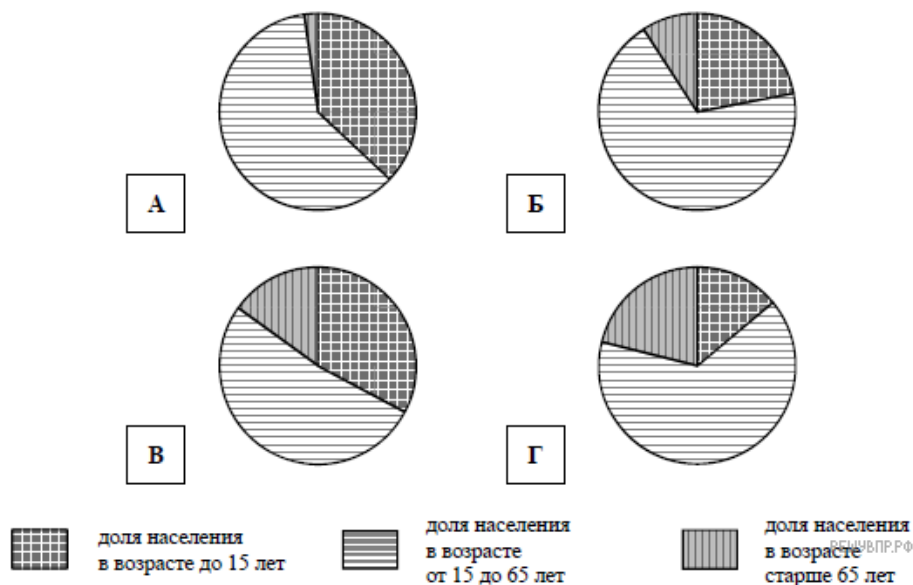 А
Б
В
Г
доля населения
в возрасте до 15 лет
доля населения
в возрасте
от 15 до 65 лет
доля населения
в возрасте
старше 65 лет
РЕШУВПР.РФ